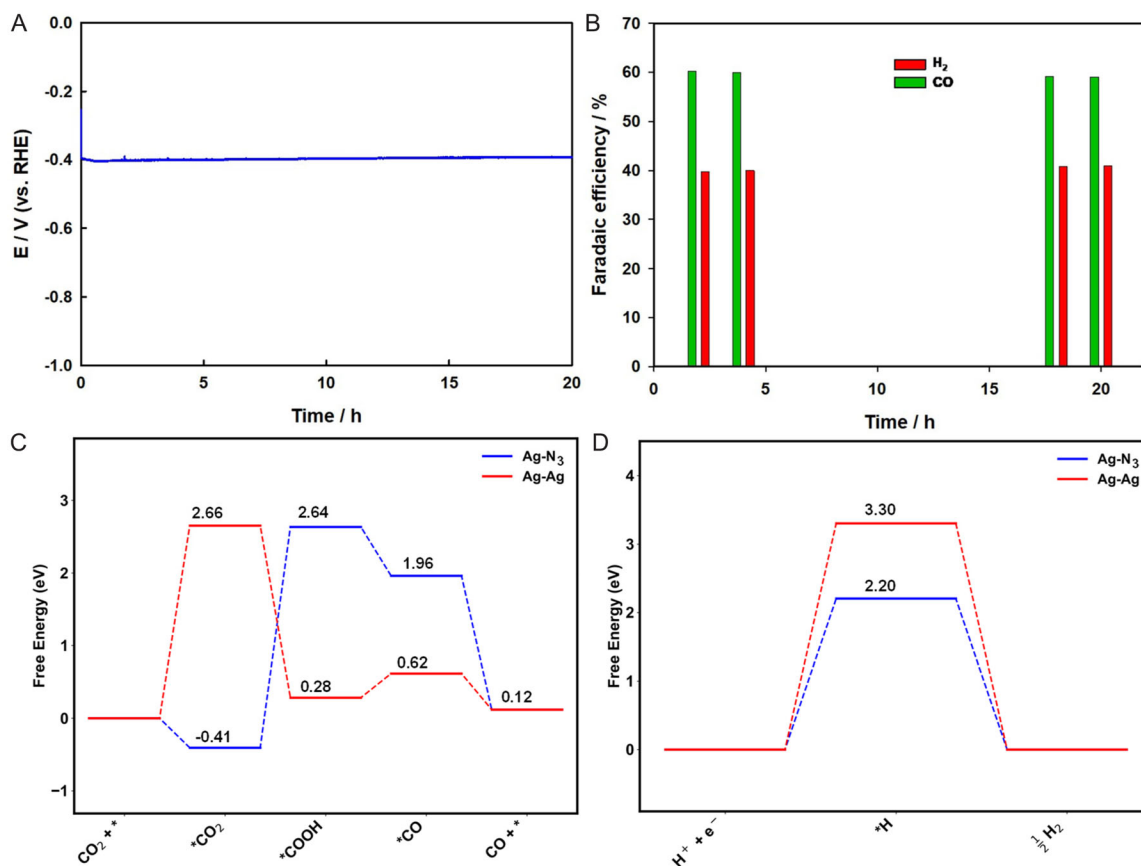 A
0.0
-0.2
-0.4
-0.6
-0.8
-1.0
E / V (vs. RHE)
0 5 10 15 20
Time / h
B
70
60
50
40
30
20
10
0
Faradaic efficiency / %
H₂
CO
0 5 10 15 20
Time / h
C
Ag-N₃
Ag-Ag
3
2
1
0
−1
Free Energy (eV)
2.66
2.64
1.96
0.28
0.62
0.12
-0.41
CO₂ + *
*CO₂
*COOH
*CO
CO + *
D
Ag-N₃
Ag-Ag
4
3
2
1
0
Free Energy (eV)
3.30
2.20
H⁺ + e⁻
*H
½ H₂